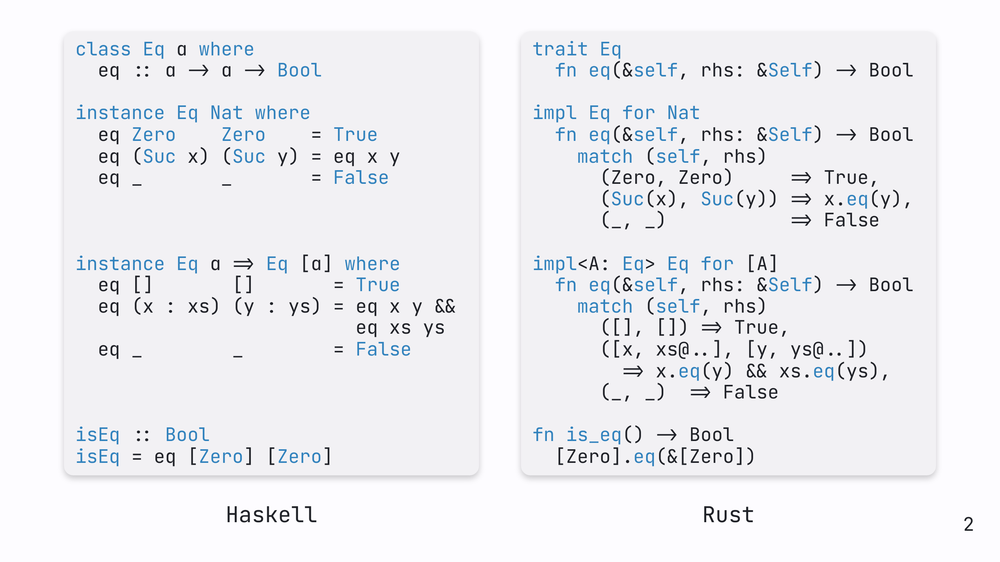 class Eq a where
  eq :: a -> a -> Bool

instance Eq Nat where
  eq Zero    Zero    = True
  eq (Suc x) (Suc y) = eq x y
  eq _       _       = False

instance Eq a => Eq [a] where
  eq []       []       = True
  eq (x : xs) (y : ys) = eq x y &&
                         eq xs ys
  eq _        _        = False

isEq :: Bool
isEq = eq [Zero] [Zero]

Haskell

trait Eq
  fn eq(&self, rhs: &Self) -> Bool

impl Eq for Nat
  fn eq(&self, rhs: &Self) -> Bool
    match (self, rhs)
      (Zero, Zero)     => True,
      (Suc(x), Suc(y)) => x.eq(y),
      (_, _)           => False

impl<A: Eq> Eq for [A]
  fn eq(&self, rhs: &Self) -> Bool
    match (self, rhs)
      ([], []) => True,
      ([x, xs@..], [y, ys@..])
        => x.eq(y) && xs.eq(ys),
      (_, _)  => False

fn is_eq() -> Bool
  [Zero].eq(&[Zero])

Rust

2